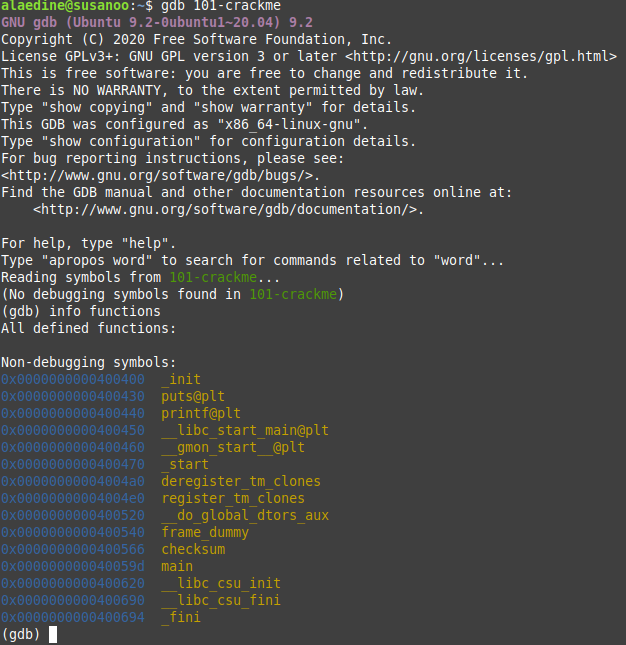 alaedine@susanoo:~$ gdb 101-crackme
GNU gdb (Ubuntu 9.2-0ubuntu1~20.04) 9.2
Copyright (C) 2020 Free Software Foundation, Inc.
License GPLv3+: GNU GPL version 3 or later <http://gnu.org/licenses/gpl.html>
This is free software: you are free to change and redistribute it.
There is NO WARRANTY, to the extent permitted by law.
Type "show copying" and "show warranty" for details.
This GDB was configured as "x86_64-linux-gnu".
Type "show configuration" for configuration details.
For bug reporting instructions, please see:
<http://www.gnu.org/software/gdb/bugs/>.
Find the GDB manual and other documentation resources online at:
    <http://www.gnu.org/software/gdb/documentation/>.

For help, type "help".
Type "apropos word" to search for commands related to "word"...
Reading symbols from 101-crackme...
(No debugging symbols found in 101-crackme)
(gdb) info functions
All defined functions:

Non-debugging symbols:
0x0000000000400400  _init
0x0000000000400430  puts@plt
0x0000000000400440  printf@plt
0x0000000000400450  __libc_start_main@plt
0x0000000000400460  __gmon_start__@plt
0x0000000000400470  _start
0x00000000004004a0  deregister_tm_clones
0x00000000004004e0  register_tm_clones
0x0000000000400520  __do_global_dtors_aux
0x0000000000400540  frame_dummy
0x0000000000400566  checksum
0x000000000040059d  main
0x0000000000400620  __libc_csu_init
0x0000000000400690  __libc_csu_fini
0x0000000000400694  _fini
(gdb)